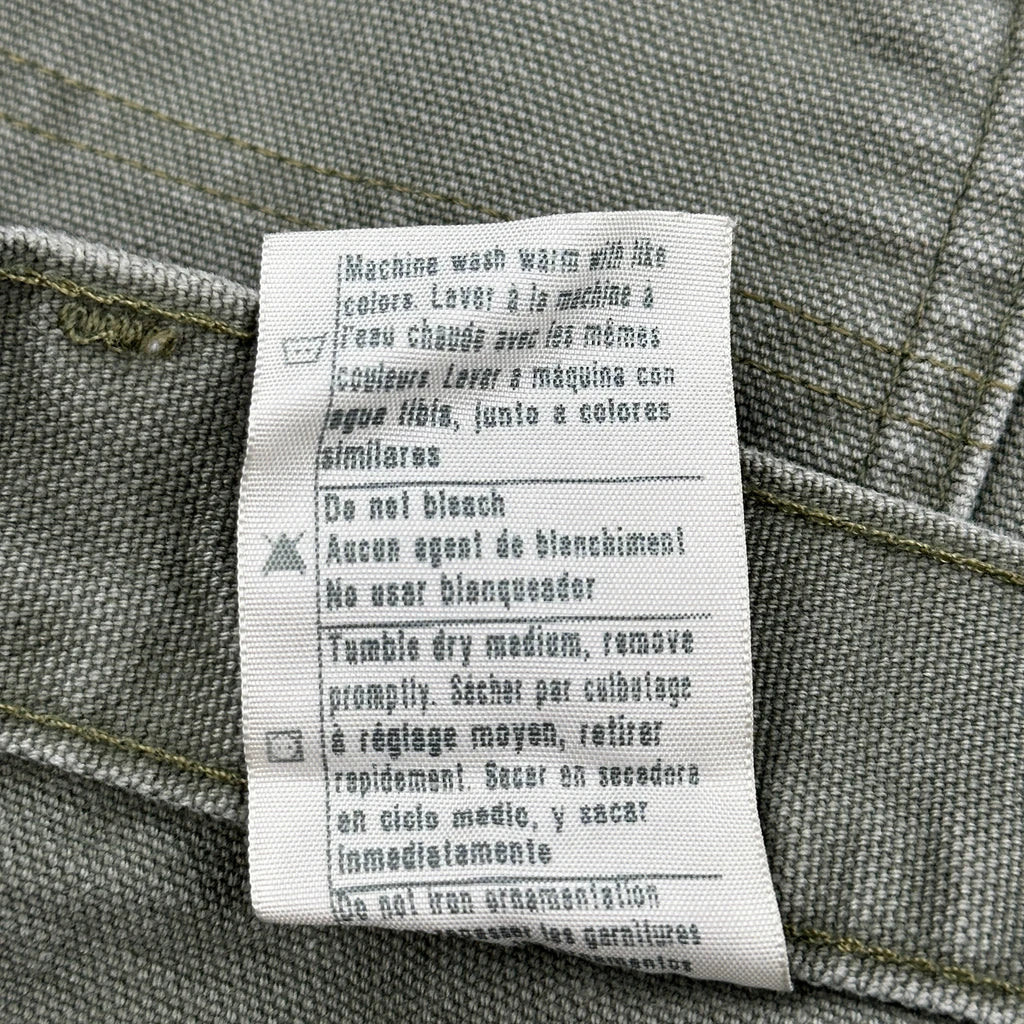 Machine wash warm with like
colors. Laver à la machine à
l'eau chaude avec les mêmes
couleurs. Lavar a máquina con
agua tibia, junto a colores
similares
Do not bleach
Aucun agent de blanchiment
No usar blanqueador
Tumble dry medium, remove
promptly. Sécher par culbutage
à réglage moyen, retirer
rapidement. Secar en secadora
en ciclo medio, y sacar
inmediatamente
Do not iron ornamentation
les garnitures